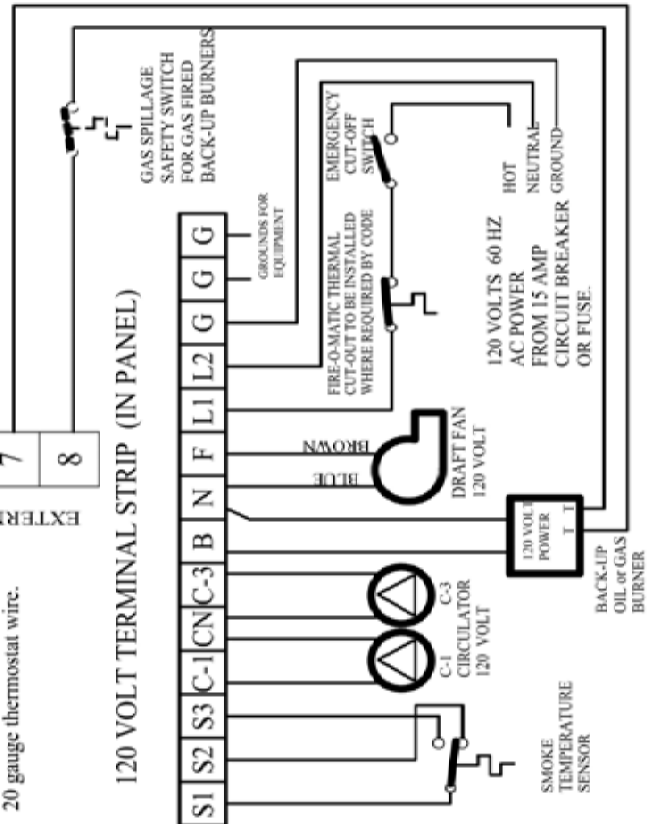 20 gauge thermostat wire.
7
8
EXTERN
120 VOLT TERMINAL STRIP (IN PANEL)
GAS SPILLAGE
SAFETY SWITCH
FOR GAS FIRED
BACK-UP BURNERS
S1 S2 S3 C-1 CN C-3 B N F L1 L2 G G G
GROUNDS FOR
EQUIPMENT
FIRE-O-MATIC THERMAL
CUT-OUT TO BE INSTALLED
WHERE REQUIRED BY CODE
EMERGENCY
CUT-OFF
SWITCH
BLUE
BROWN
DRAFT FAN
120 VOLT
HOT
NEUTRAL
GROUND
120 VOLTS 60 HZ
AC POWER
FROM 15 AMP
CIRCUIT BREAKER
OR FUSE.
C-1 C-3
CIRCULATOR
120 VOLT
120 VOLT
POWER
T T
BACK-UP
OIL or GAS
BURNER
SMOKE
TEMPERATURE
SENSOR